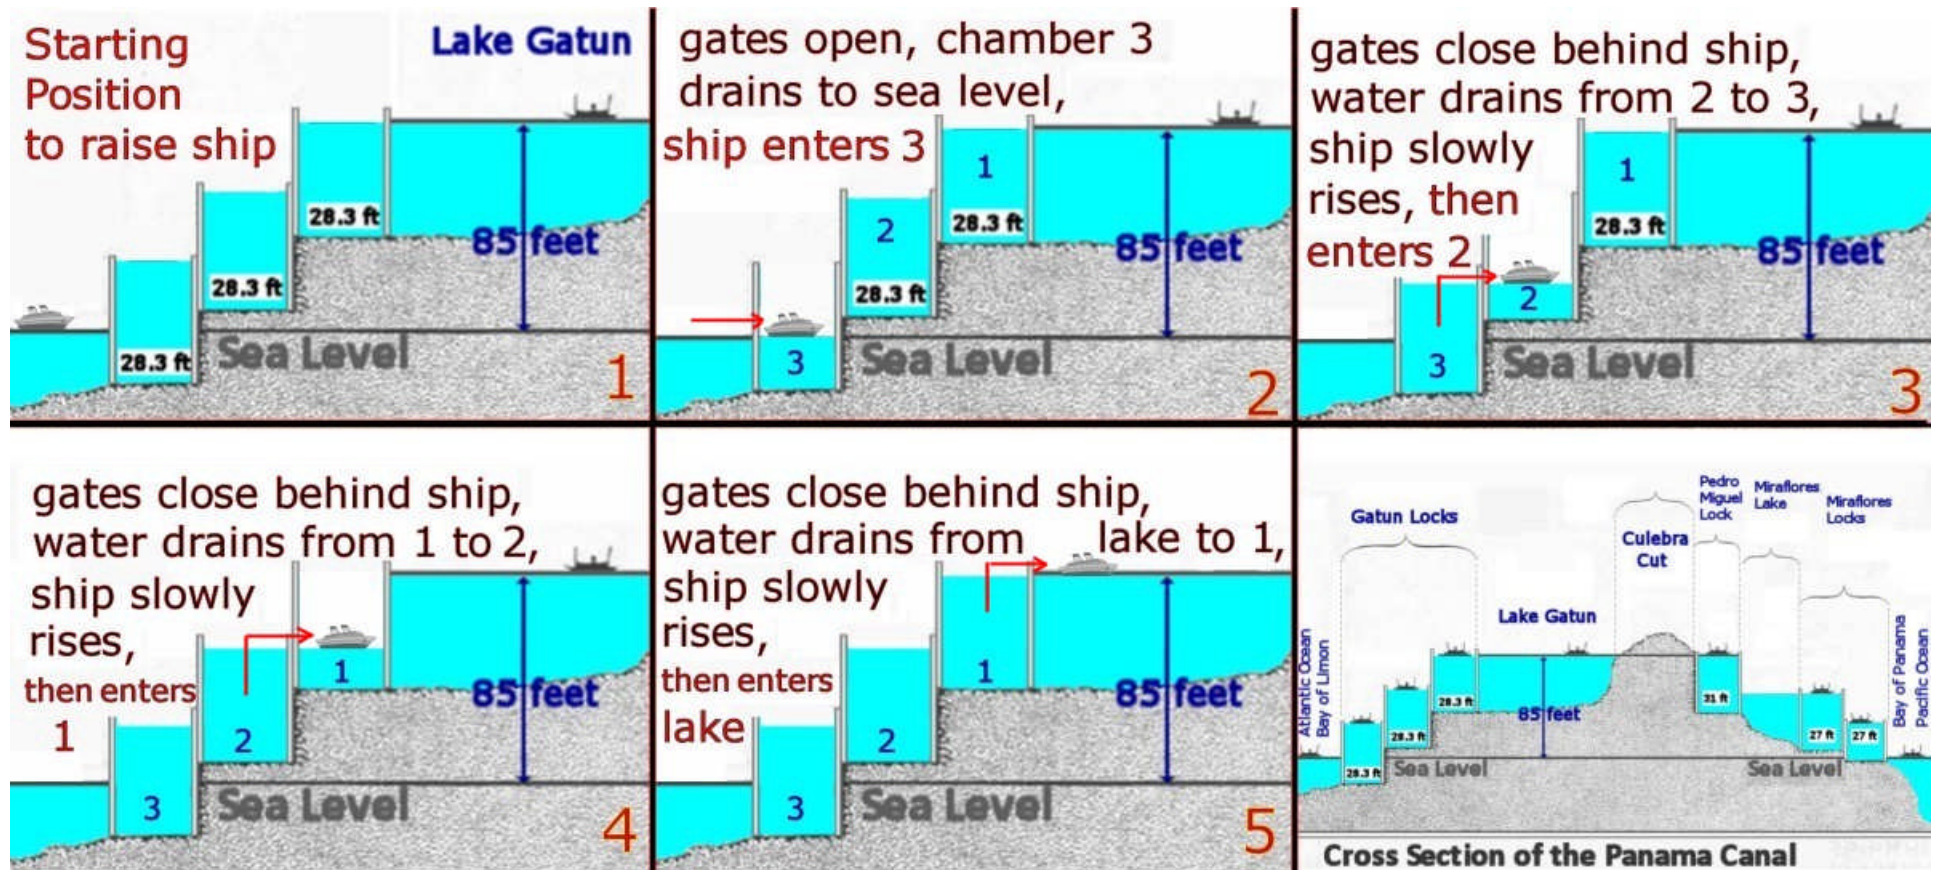 Starting
Position
to raise ship
Lake Gatun
28.3 ft
28.3 ft
28.3 ft
85 feet
Sea Level
1
gates open, chamber 3
drains to sea level,
ship enters 3
1
2
28.3 ft
28.3 ft
85 feet
3
Sea Level
2
gates close behind ship,
water drains from 2 to 3,
ship slowly
rises, then
enters 2
1
28.3 ft
85 feet
2
3
Sea Level
3
gates close behind ship,
water drains from 1 to 2,
ship slowly
rises,
then enters
1
1
85 feet
2
3
Sea Level
4
gates close behind ship,
water drains from lake to 1,
ship slowly
rises,
then enters
lake
1
85 feet
2
3
Sea Level
5
Gatun Locks
Culebra
Cut
Pedro
Miguel
Lock
Miraflores
Lake
Miraflores
Locks
Lake Gatun
Atlantic Ocean
Bay of Limon
Bay of Panama
Pacific Ocean
28.3 ft
28.3 ft
28.3 ft
85 feet
31 ft
27 ft
27 ft
Sea Level
Sea Level
Cross Section of the Panama Canal